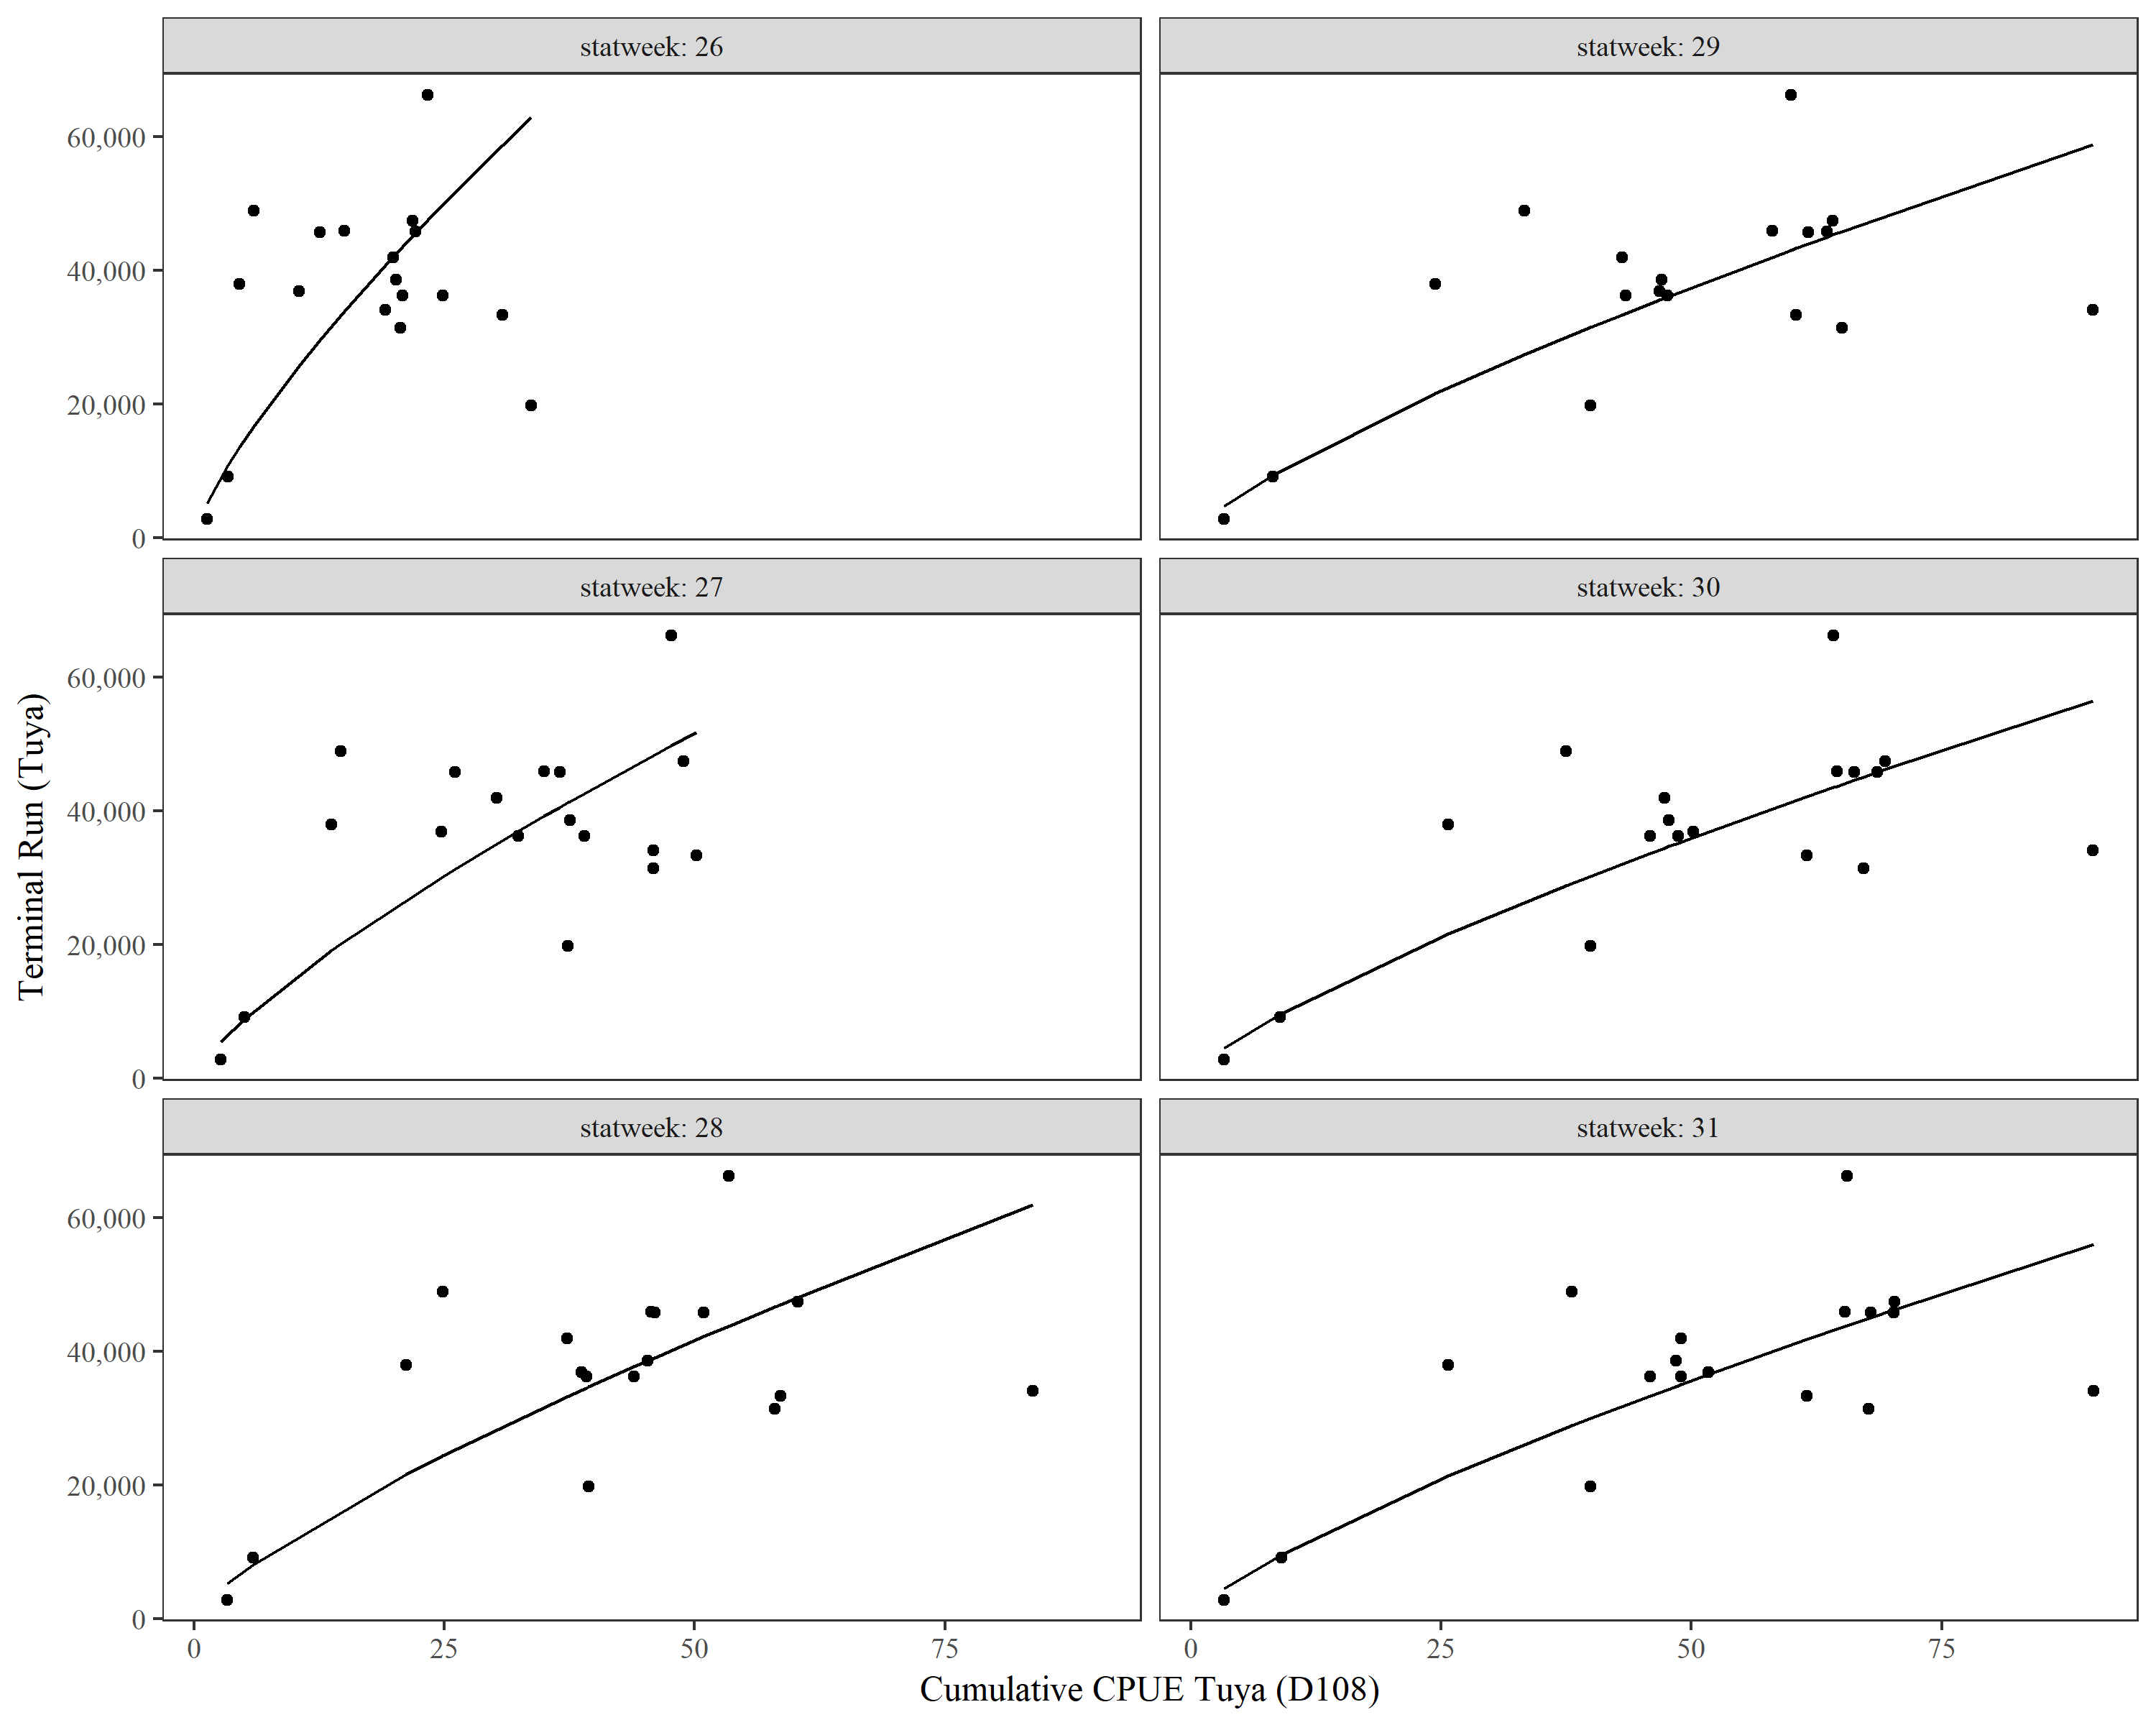 statweek: 26
statweek: 29
60,000
40,000
20,000
0
statweek: 27
statweek: 30
60,000
40,000
20,000
0
Terminal Run (Tuya)
statweek: 28
statweek: 31
60,000
40,000
20,000
0
0 25 50 75 0 25 50 75
Cumulative CPUE Tuya (D108)